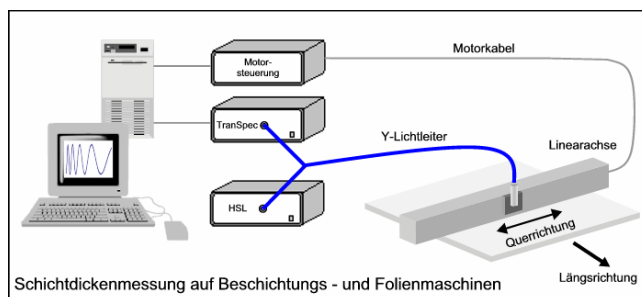 Motorkabel
Motor-
steuerung
TranSpec
Y-Lichtleiter
Linearachse
HSL
Querrichtung
Längsrichtung
Schichtdickenmessung auf Beschichtungs - und Folienmaschinen